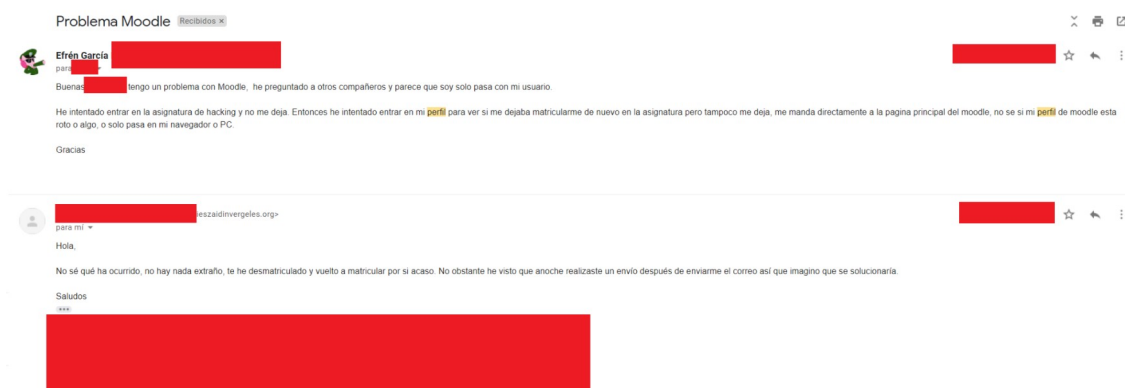 Problema Moodle Recibidos x
Efrén García
para
Buenas tengo un problema con Moodle, he preguntado a otros compañeros y parece que soy solo pasa con mi usuario.
He intentado entrar en la asignatura de hacking y no me deja. Entonces he intentado entrar en mi perfil para ver si me dejaba matricularme de nuevo en la asignatura pero tampoco me deja, me manda directamente a la pagina principal del moodle, no se si mi perfil de moodle esta
roto o algo, o solo pasa en mi navegador o PC.
Gracias
ieszaidinvergeles.org>
para mí
Hola,
No sé qué ha ocurrido, no hay nada extraño, te he desmatriculado y vuelto a matricular por si acaso. No obstante he visto que anoche realizaste un envío después de enviarme el correo así que imagino que se solucionaría.
Saludos